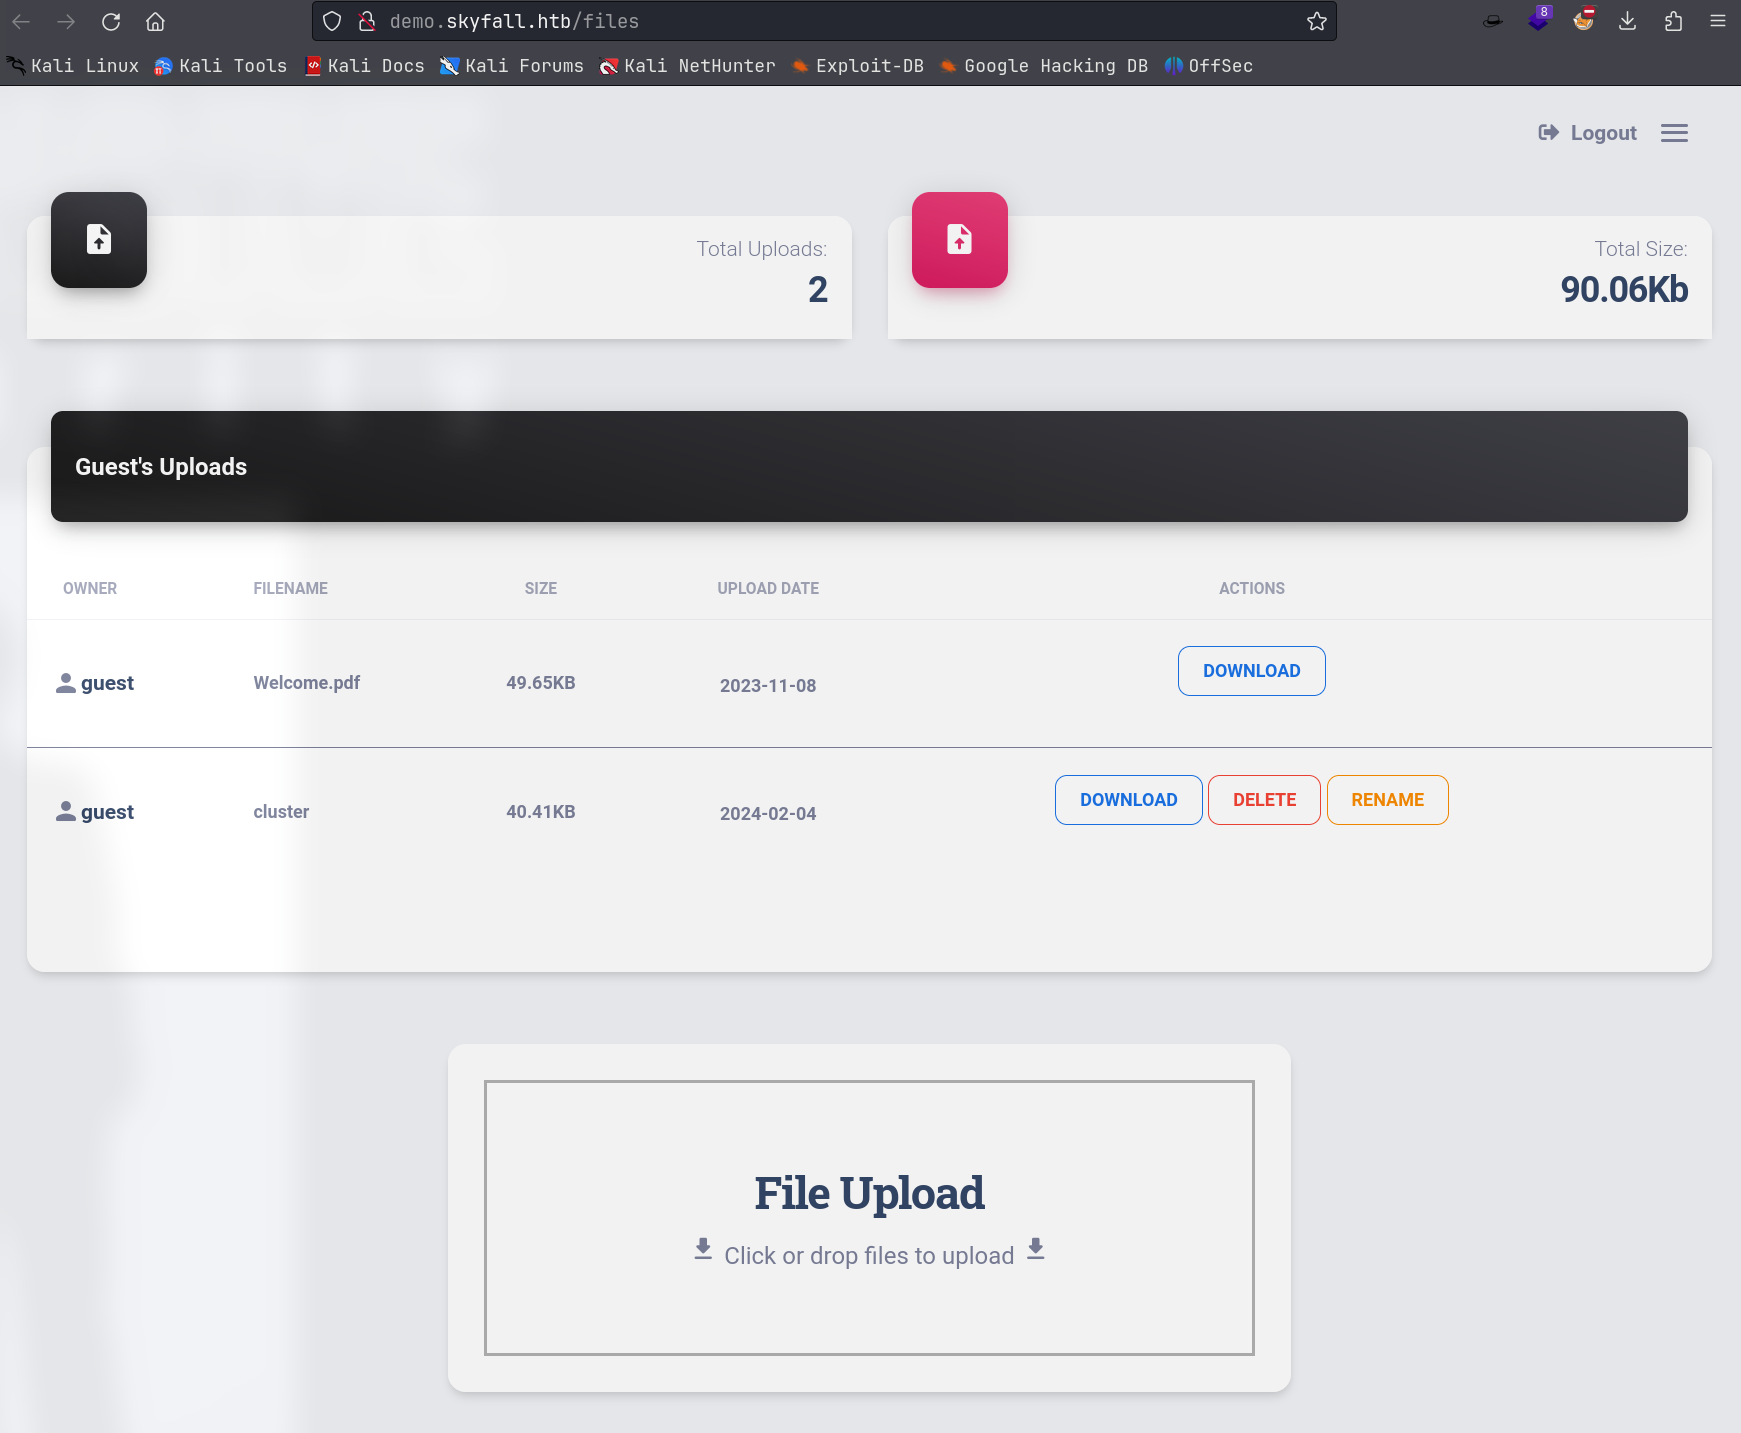 demo.skyfall.htb/files
8
Kali Linux Kali Tools Kali Docs Kali Forums Kali NetHunter Exploit-DB Google Hacking DB OffSec
Logout
Total Uploads:
2
Total Size:
90.06Kb
Guest's Uploads
OWNER FILENAME SIZE UPLOAD DATE ACTIONS
guest Welcome.pdf 49.65KB 2023-11-08 DOWNLOAD
guest cluster 40.41KB 2024-02-04 DOWNLOAD DELETE RENAME
File Upload
Click or drop files to upload